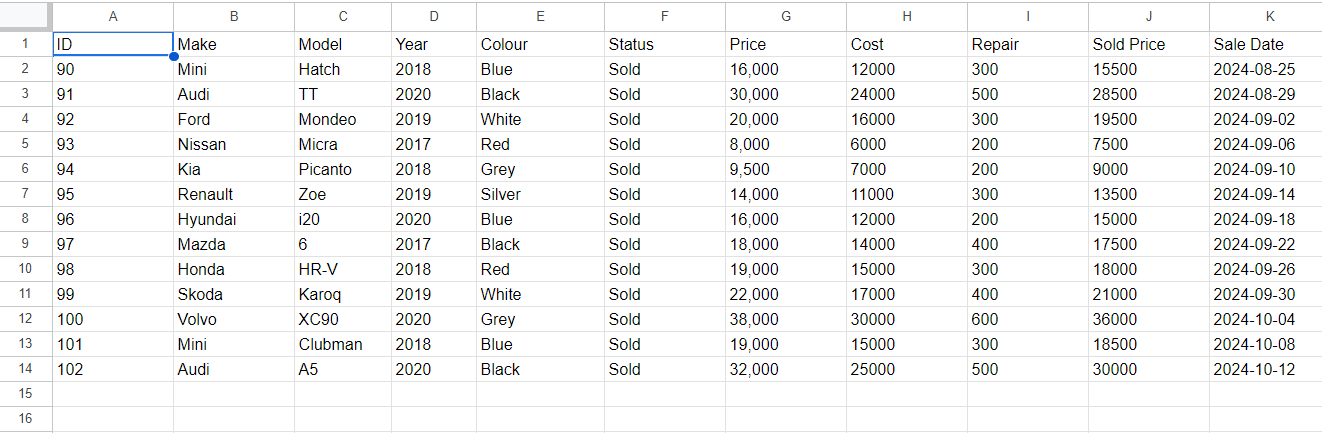 A B C D E F G H I J K
1 ID Make Model Year Colour Status Price Cost Repair Sold Price Sale Date
2 90 Mini Hatch 2018 Blue Sold 16,000 12000 300 15500 2024-08-25
3 91 Audi TT 2020 Black Sold 30,000 24000 500 28500 2024-08-29
4 92 Ford Mondeo 2019 White Sold 20,000 16000 300 19500 2024-09-02
5 93 Nissan Micra 2017 Red Sold 8,000 6000 200 7500 2024-09-06
6 94 Kia Picanto 2018 Grey Sold 9,500 7000 200 9000 2024-09-10
7 95 Renault Zoe 2019 Silver Sold 14,000 11000 300 13500 2024-09-14
8 96 Hyundai i20 2020 Blue Sold 16,000 12000 200 15000 2024-09-18
9 97 Mazda 6 2017 Black Sold 18,000 14000 400 17500 2024-09-22
10 98 Honda HR-V 2018 Red Sold 19,000 15000 300 18000 2024-09-26
11 99 Skoda Karoq 2019 White Sold 22,000 17000 400 21000 2024-09-30
12 100 Volvo XC90 2020 Grey Sold 38,000 30000 600 36000 2024-10-04
13 101 Mini Clubman 2018 Blue Sold 19,000 15000 300 18500 2024-10-08
14 102 Audi A5 2020 Black Sold 32,000 25000 500 30000 2024-10-12
15
16